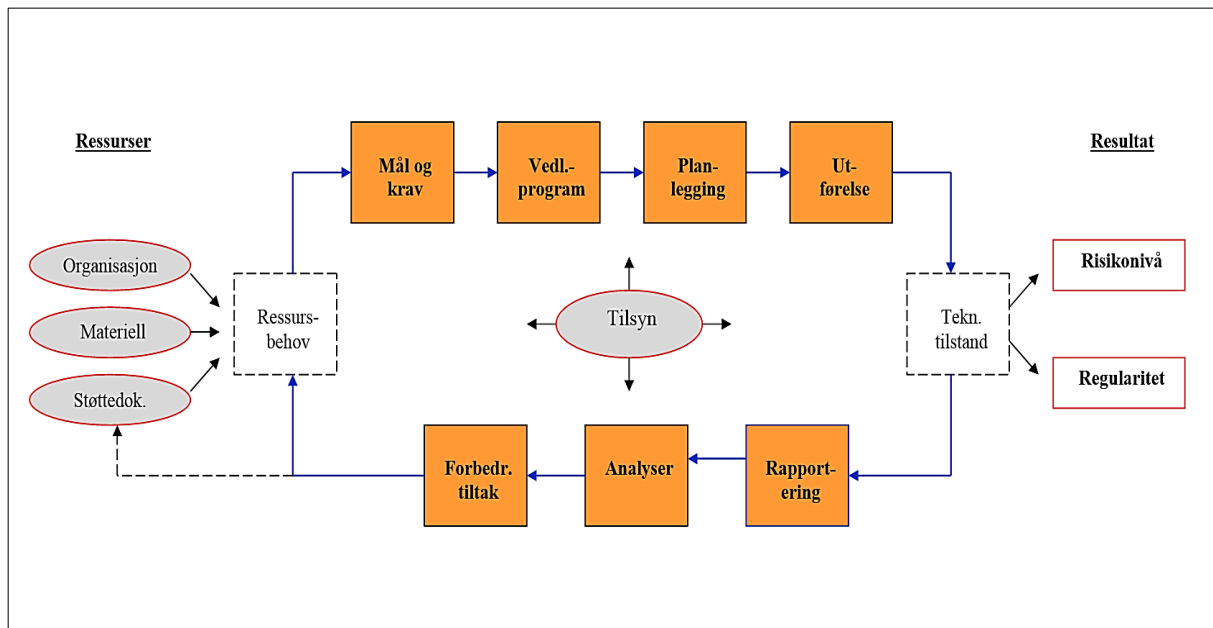 Ressurser
Resultat
Mål og
krav
Vedl.-
program
Plan-
legging
Ut-
førelse
Organisasjon
Materiell
Støttedok.
Ressurs-
behov
Tilsyn
Tekn.
tilstand
Risikonivå
Regularitet
Forbedr.
tiltak
Analyser
Rapport-
ering